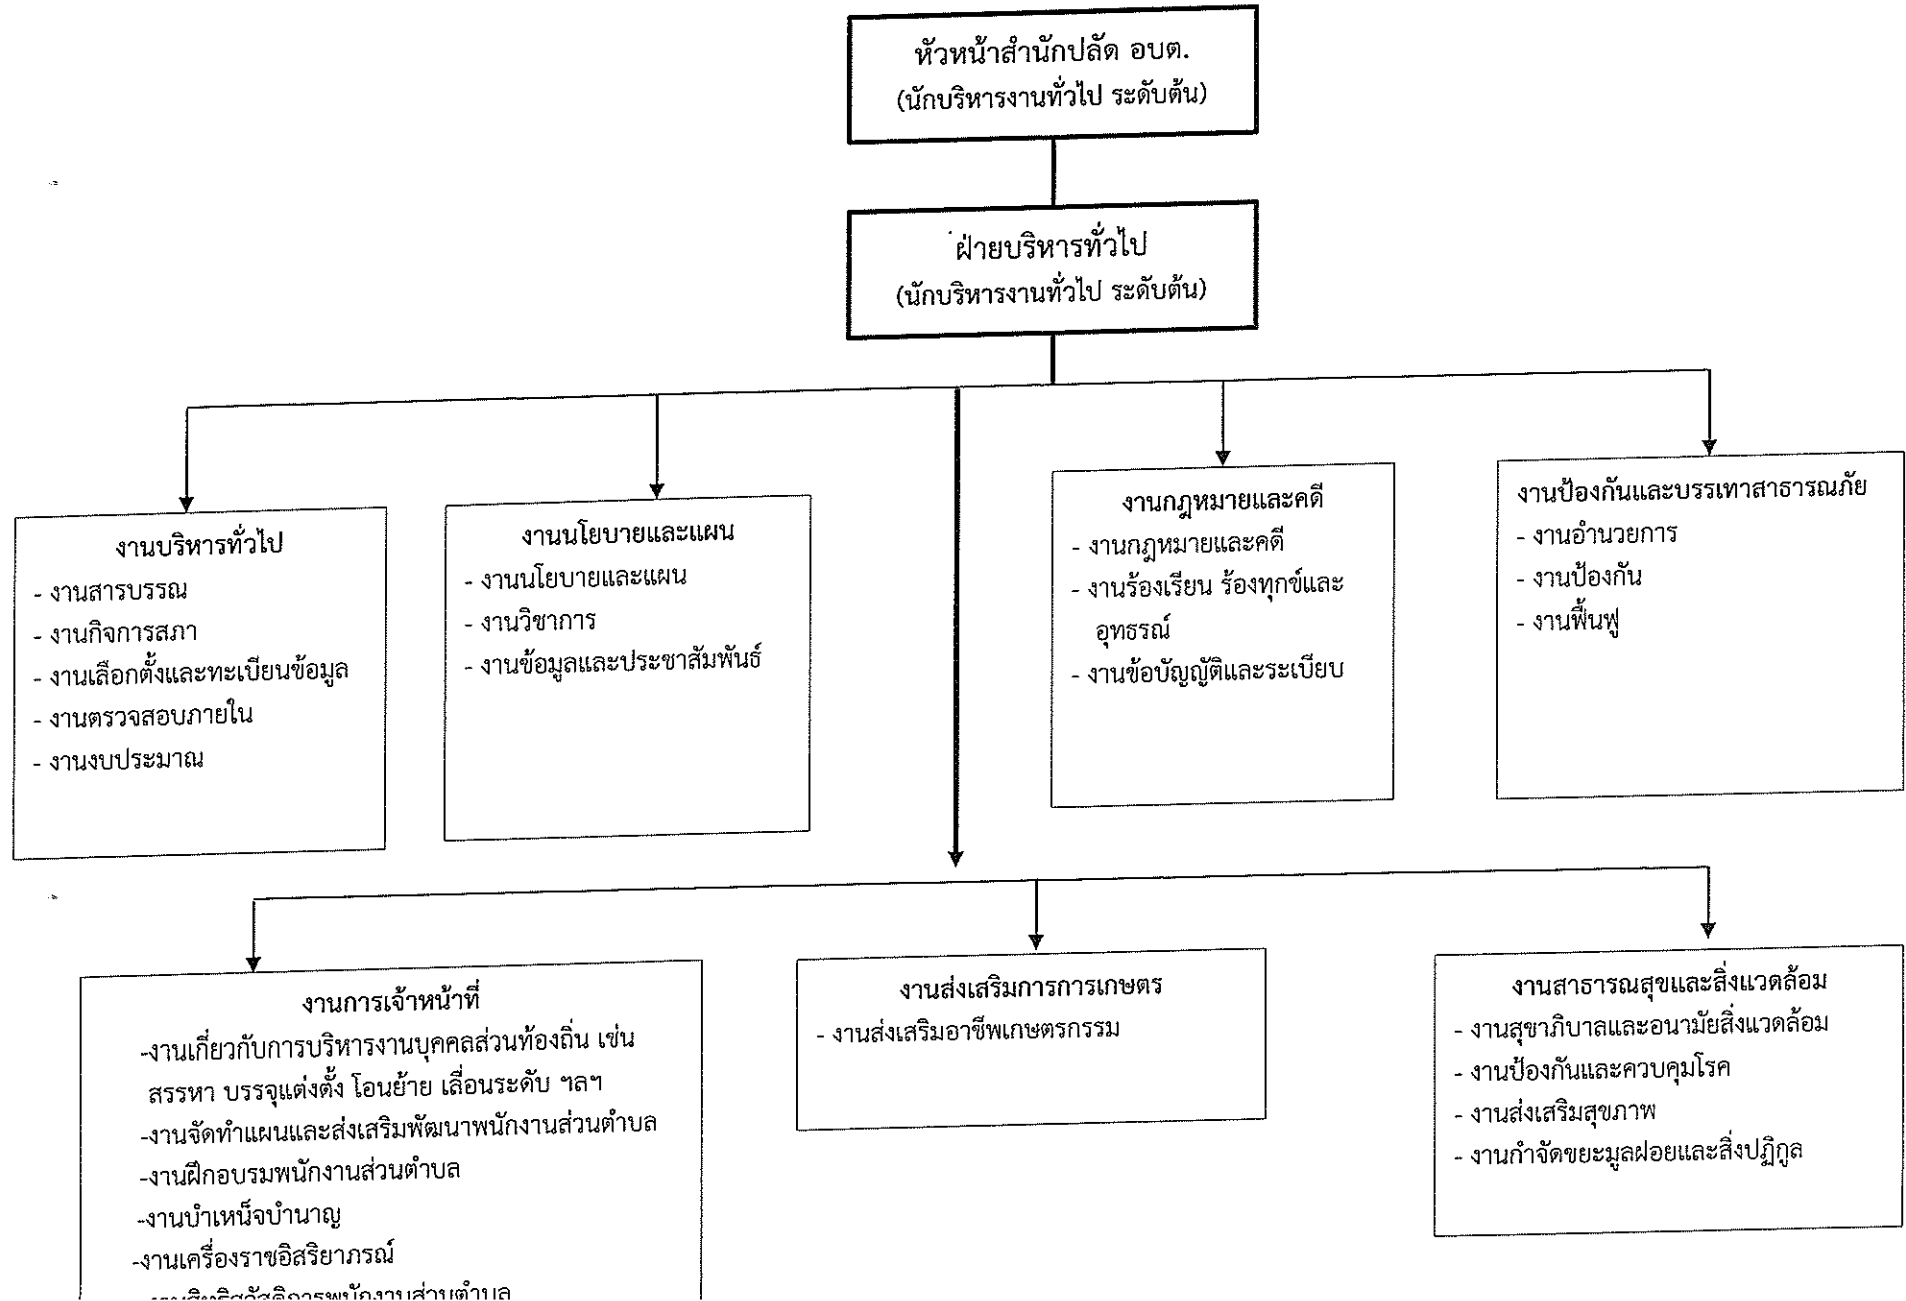 หัวหน้าสำนักปลัด อบต.
(นักบริหารงานทั่วไป ระดับต้น)
ฝ่ายบริหารทั่วไป
(นักบริหารงานทั่วไป ระดับต้น)
งานบริหารทั่วไป
- งานสารบรรณ
- งานกิจการสภา
- งานเลือกตั้งและทะเบียนข้อมูล
- งานตรวจสอบภายใน
- งานงบประมาณ
งานนโยบายและแผน
- งานนโยบายและแผน
- งานวิชาการ
- งานข้อมูลและประชาสัมพันธ์
งานกฎหมายและคดี
- งานกฎหมายและคดี
- งานร้องเรียน ร้องทุกข์และ
อุทธรณ์
- งานข้อบัญญัติและระเบียบ
งานป้องกันและบรรเทาสาธารณภัย
- งานอำนวยการ
- งานป้องกัน
- งานฟื้นฟู
งานการเจ้าหน้าที่
-งานเกี่ยวกับการบริหารงานบุคคลส่วนท้องถิ่น เช่น
สรรหา บรรจุแต่งตั้ง โอนย้าย เลื่อนระดับ ฯลฯ
-งานจัดทำแผนและส่งเสริมพัฒนาพนักงานส่วนตำบล
-งานฝึกอบรมพนักงานส่วนตำบล
-งานบำเหน็จบำนาญ
-งานเครื่องราชอิสริยาภรณ์
-งานสิทธิสวัสดิการพนักงานส่วนตำบล
งานส่งเสริมการการเกษตร
- งานส่งเสริมอาชีพเกษตรกรรม
งานสาธารณสุขและสิ่งแวดล้อม
- งานสุขาภิบาลและอนามัยสิ่งแวดล้อม
- งานป้องกันและควบคุมโรค
- งานส่งเสริมสุขภาพ
- งานกำจัดขยะมูลฝอยและสิ่งปฏิกูล